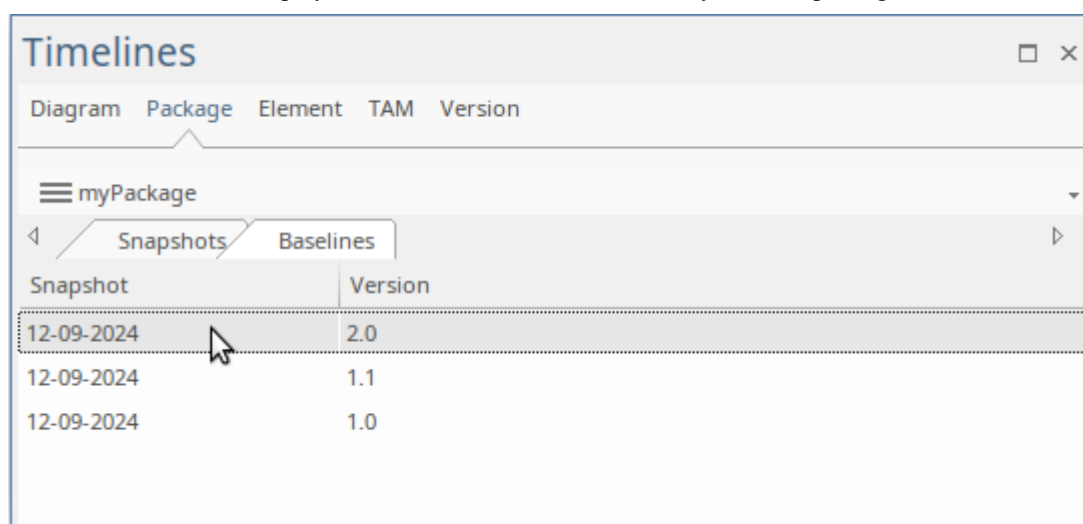 Timelines
Diagram Package Element TAM Version
myPackage
Snapshots Baselines
Snapshot Version
12-09-2024 2.0
12-09-2024 1.1
12-09-2024 1.0